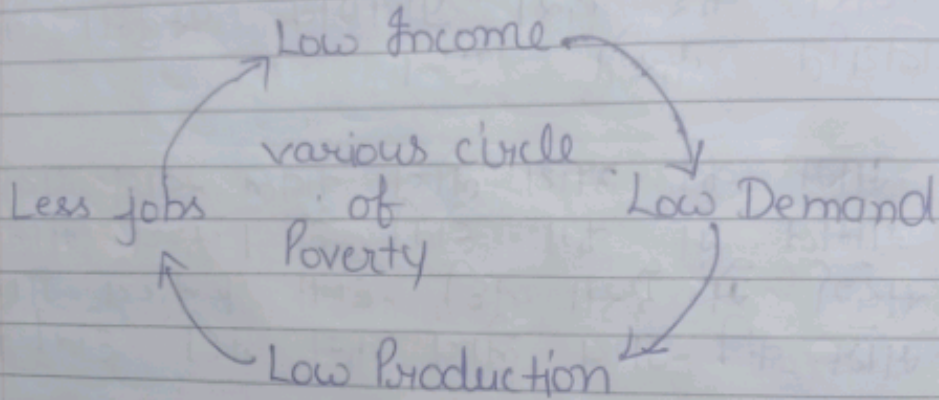 Low Income
various circle
Less jobs of Low Demand
Poverty
Low Production